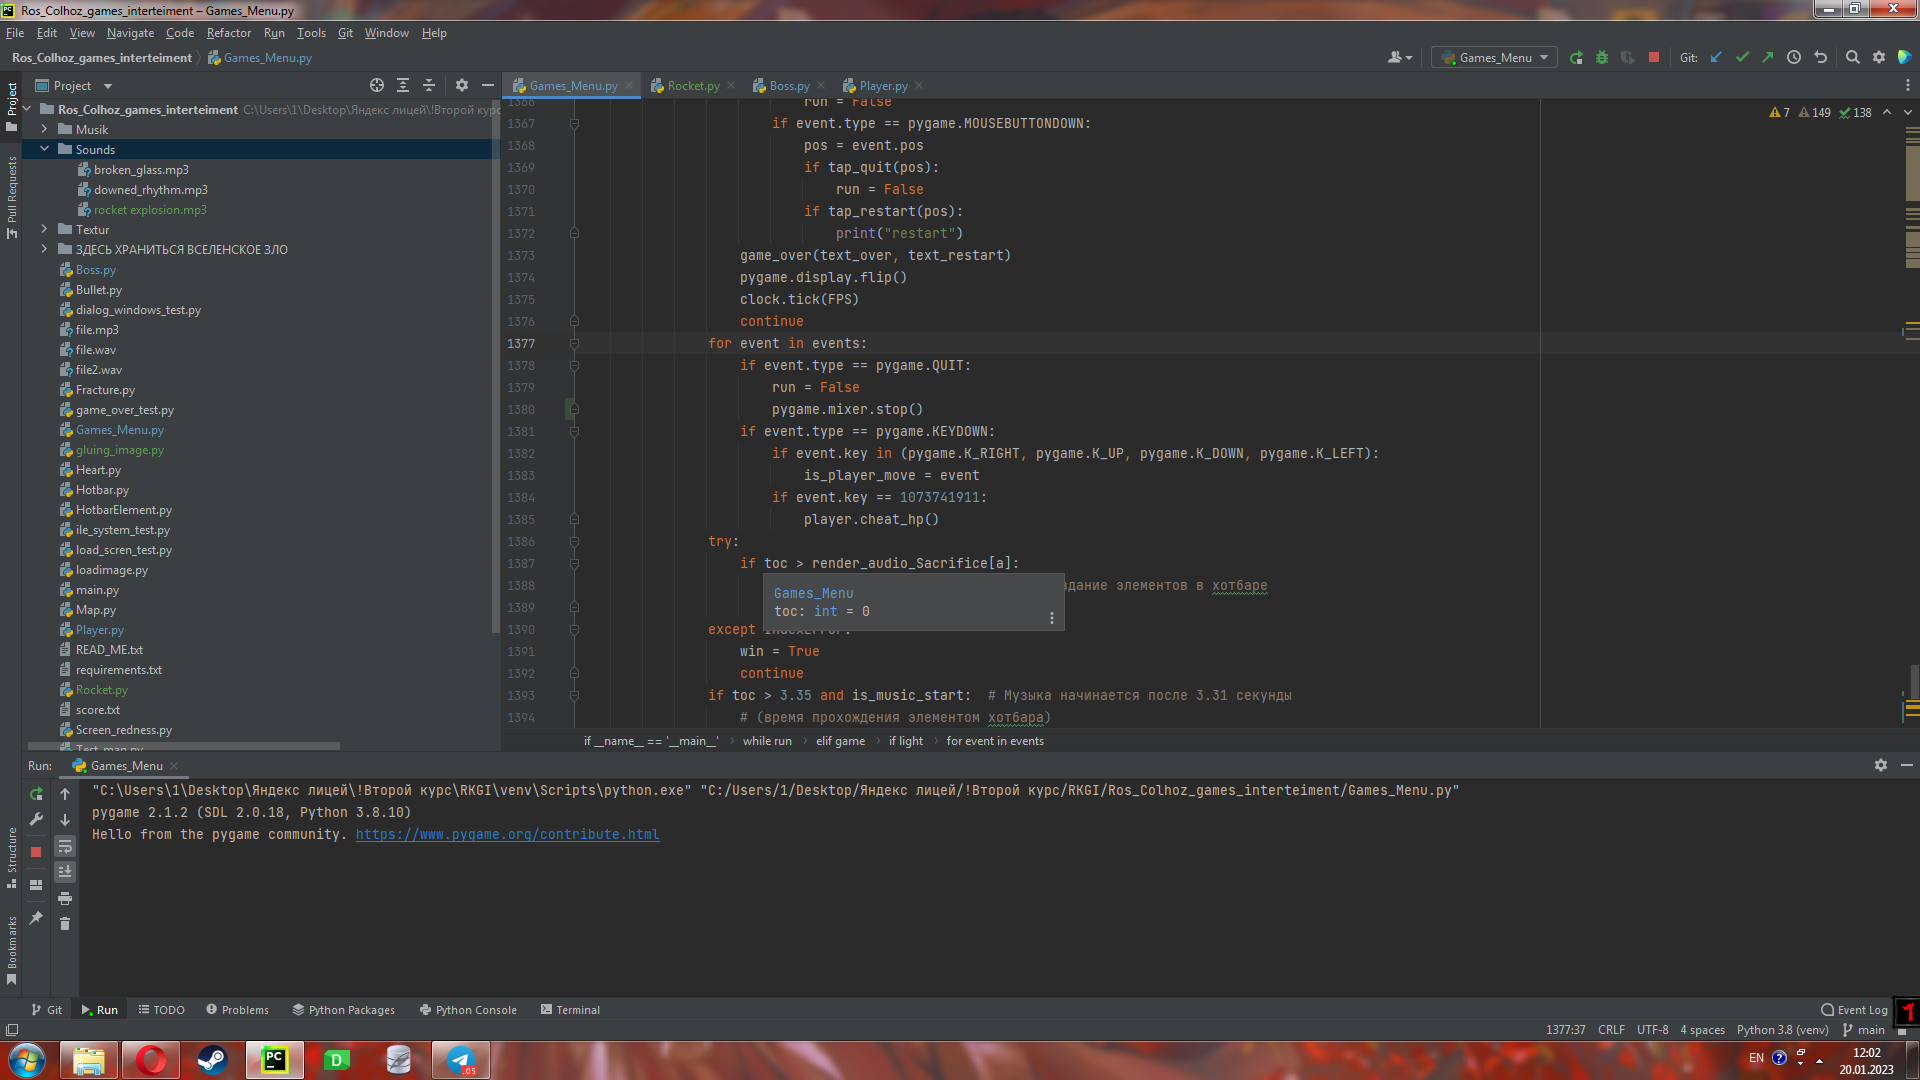 Ros_Colhoz_games_interteiment – Games_Menu.py
File Edit View Navigate Code Refactor Run Tools Git Window Help
Ros_Colhoz_games_interteiment Games_Menu.py
Games_Menu Git:
Project
Games_Menu.py Rocket.py Boss.py Player.py
Project
Pull Requests
Structure
Bookmarks
Ros_Colhoz_games_interteiment C:\Users\1\Desktop\Яндекс лицей\!Второй курс
Musik
Sounds
broken_glass.mp3
downed_rhythm.mp3
rocket explosion.mp3
Textur
ЗДЕСЬ ХРАНИТЬСЯ ВСЕЛЕНСКОЕ ЗЛО
Boss.py
Bullet.py
dialog_windows_test.py
file.mp3
file.wav
file2.wav
Fracture.py
game_over_test.py
Games_Menu.py
gluing_image.py
Heart.py
Hotbar.py
HotbarElement.py
ile_system_test.py
load_scren_test.py
loadimage.py
main.py
Map.py
Player.py
READ_ME.txt
requirements.txt
Rocket.py
score.txt
Screen_redness.py
Test_map.py
7 149 138
1366 run = False
1367 if event.type == pygame.MOUSEBUTTONDOWN:
1368 pos = event.pos
1369 if tap_quit(pos):
1370 run = False
1371 if tap_restart(pos):
1372 print("restart")
1373 game_over(text_over, text_restart)
1374 pygame.display.flip()
1375 clock.tick(FPS)
1376 continue
1377 for event in events:
1378 if event.type == pygame.QUIT:
1379 run = False
1380 pygame.mixer.stop()
1381 if event.type == pygame.KEYDOWN:
1382 if event.key in (pygame.K_RIGHT, pygame.K_UP, pygame.K_DOWN, pygame.K_LEFT):
1383 is_player_move = event
1384 if event.key == 1073741911:
1385 player.cheat_hp()
1386 try:
1387 if toc > render_audio_Sacrifice[a]:
1388 дание элементов в хотбаре
1389
1390 except IndexError:
1391 win = True
1392 continue
1393 if toc > 3.35 and is_music_start: # Музыка начинается после 3.31 секунды
1394 # (время прохождения элементом хотбара)
Games_Menu
toc: int = 0
if __name__ == '__main__' while run elif game if light for event in events
Run: Games_Menu
"C:\Users\1\Desktop\Яндекс лицей\!Второй курс\RKGI\venv\Scripts\python.exe" "C:/Users/1/Desktop/Яндекс лицей/!Второй курс/RKGI/Ros_Colhoz_games_interteiment/Games_Menu.py"
pygame 2.1.2 (SDL 2.0.18, Python 3.8.10)
Hello from the pygame community. https://www.pygame.org/contribute.html
Git Run TODO Problems Python Packages Python Console Terminal Event Log
1377:37 CRLF UTF-8 4 spaces Python 3.8 (venv) main
PC D .05
EN 12:02
20.01.2023